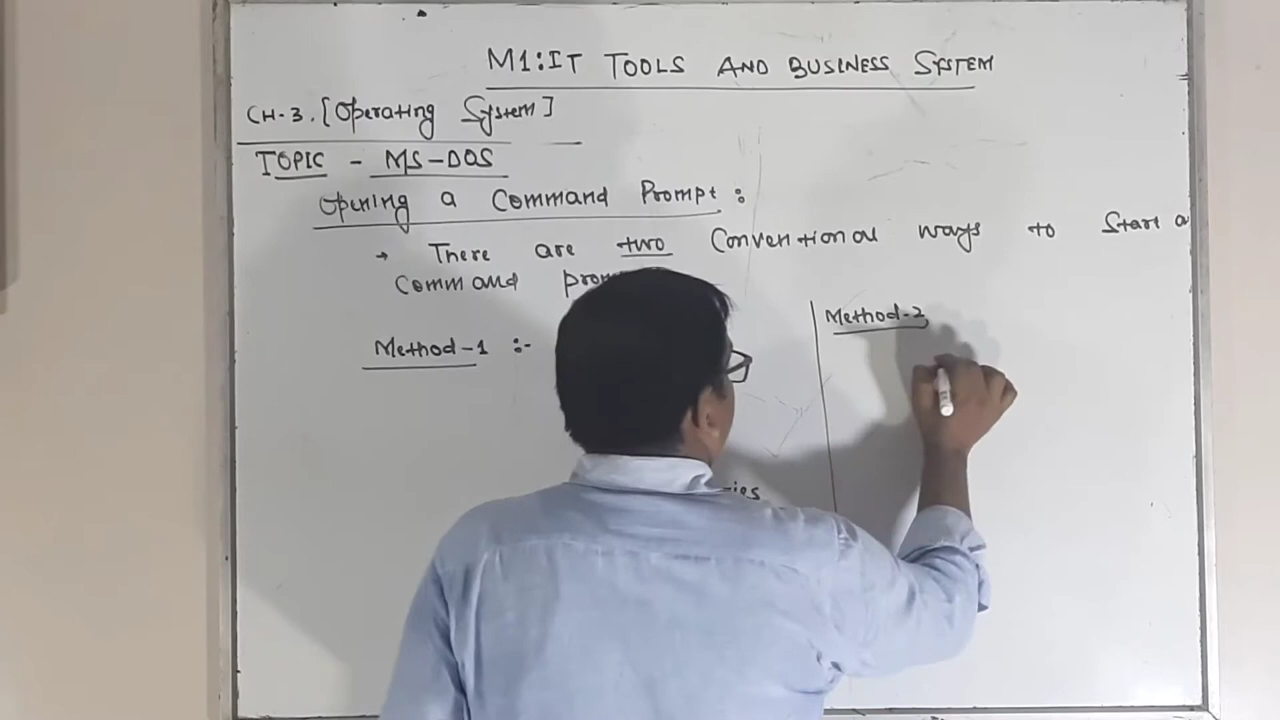 M1:IT TOOLS AND BUSINESS SYSTEM
CH-3. [Operating System]
TOPIC - MS-DOS
Opening a Command Prompt :
→ There are two Conventional ways to Start a
Command
Method-1 :-
Method-2